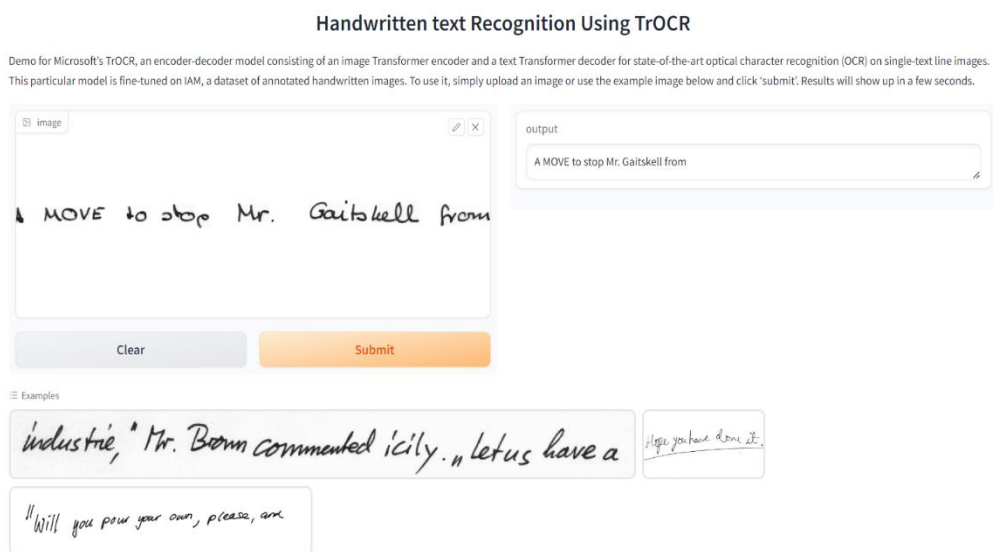 Handwritten text Recognition Using TrOCR
Demo for Microsoft's TrOCR, an encoder-decoder model consisting of an image Transformer encoder and a text Transformer decoder for state-of-the-art optical character recognition (OCR) on single-text line images.
This particular model is fine-tuned on IAM, a dataset of annotated handwritten images. To use it, simply upload an image or use the example image below and click 'submit'. Results will show up in a few seconds.
image
output
A MOVE to stop Mr. Gaitskell from
A MOVE to stop Mr. Gaitskell from
Clear
Submit
Examples
industrie," Mr. Brown commented icily. „Let us have a
Hope you have done it.
"Will you pour your own, please, and